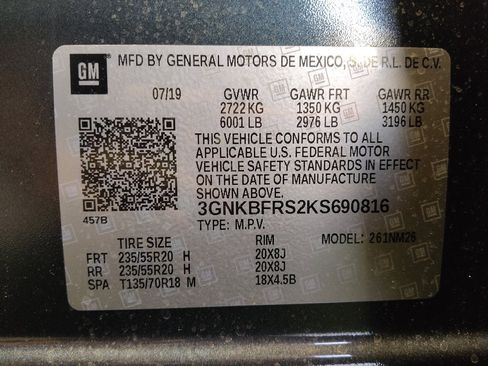 GM MFD BY GENERAL MOTORS DE MEXICO, S. DE R.L. DE C.V.
07/19 GVWR GAWR FRT GAWR RR
2722 KG 1350 KG 1450 KG
6001 LB 2976 LB 3196 LB
THIS VEHICLE CONFORMS TO ALL
APPLICABLE U.S. FEDERAL MOTOR
VEHICLE SAFETY STANDARDS IN EFFECT
ON THE DATE OF MANUFACTURE
SHOWN ABOVE.
3GNKBFRS2KS690816
457B
TYPE: M.P.V. MODEL: 261NM26
TIRE SIZE RIM
FRT 235/55R20 H 20X8J
RR 235/55R20 H 20X8J
SPA T135/70R18 M 18X4.5B